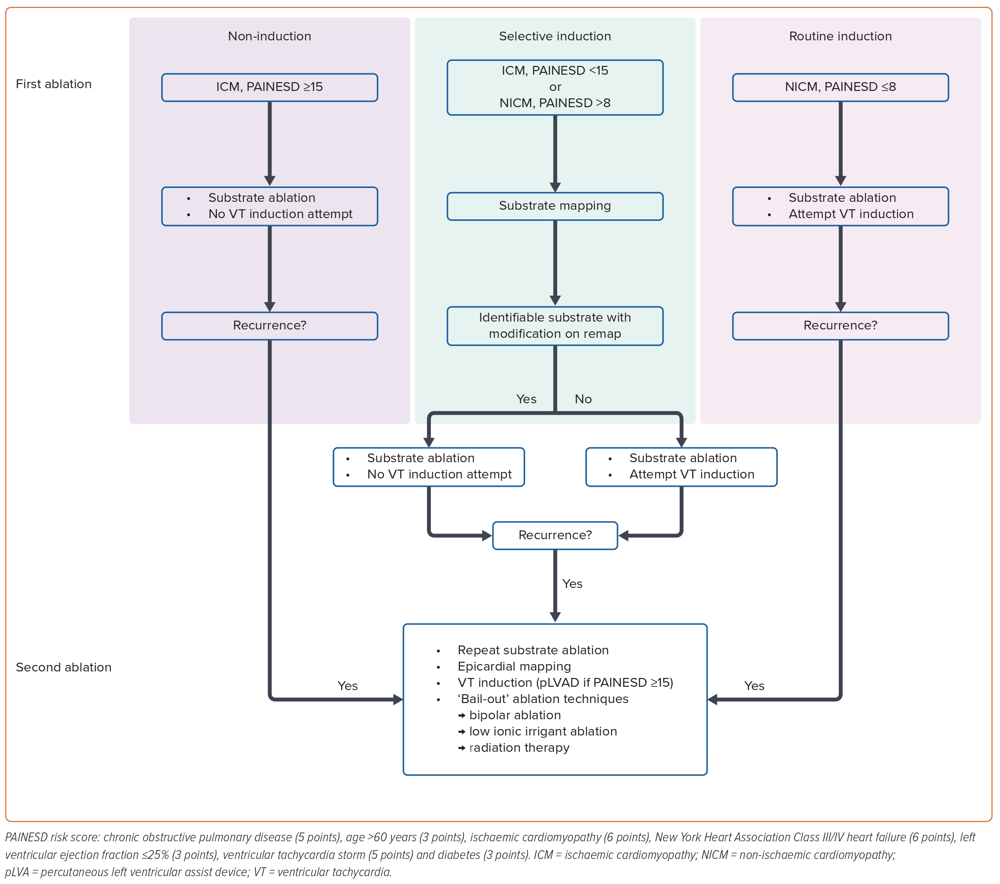 Non-induction
Selective induction
Routine induction
First ablation
ICM, PAINESD ≥15
ICM, PAINESD <15
or
NICM, PAINESD >8
NICM, PAINESD ≤8
• Substrate ablation
• No VT induction attempt
Substrate mapping
• Substrate ablation
• Attempt VT induction
Recurrence?
Identifiable substrate with
modification on remap
Recurrence?
Yes
No
• Substrate ablation
• No VT induction attempt
• Substrate ablation
• Attempt VT induction
Recurrence?
Yes
Second ablation
Yes
• Repeat substrate ablation
• Epicardial mapping
• VT induction (pLVAD if PAINESD ≥15)
• ‘Bail-out’ ablation techniques
➜ bipolar ablation
➜ low ionic irrigant ablation
➜ radiation therapy
Yes
PAINESD risk score: chronic obstructive pulmonary disease (5 points), age >60 years (3 points), ischaemic cardiomyopathy (6 points), New York Heart Association Class III/IV heart failure (6 points), left
ventricular ejection fraction ≤25% (3 points), ventricular tachycardia storm (5 points) and diabetes (3 points). ICM = ischaemic cardiomyopathy; NICM = non-ischaemic cardiomyopathy;
pLVA = percutaneous left ventricular assist device; VT = ventricular tachycardia.